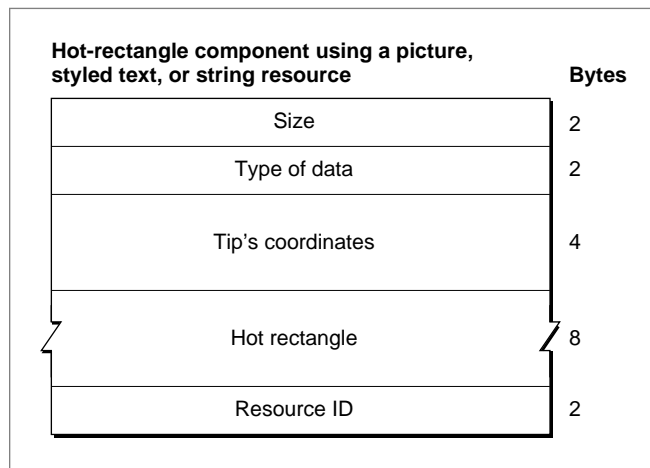 Hot-rectangle component using a picture,
styled text, or string resource Bytes
Size 2
Type of data 2
Tip’s coordinates 4
Hot rectangle 8
Resource ID 2